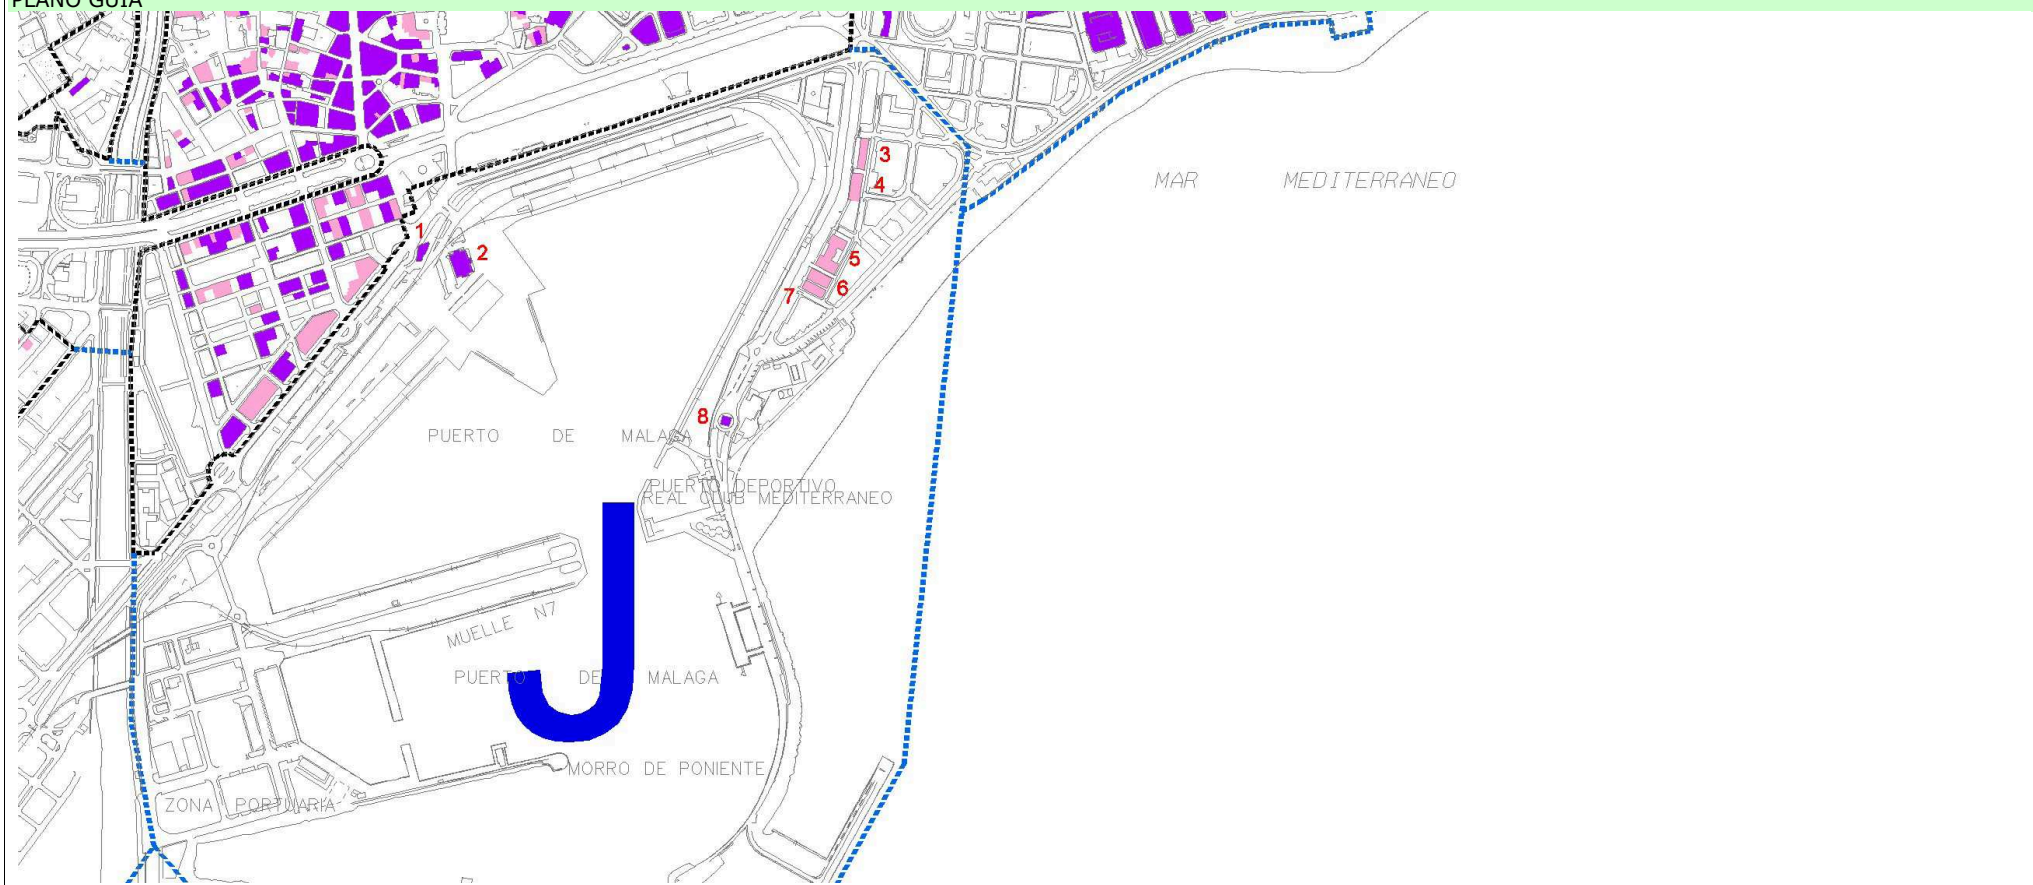 PLANO GUIA
3
4
MAR MEDITERRANEO
1
2
5
6
7
8
PUERTO DE MALAGA
PUERTO DEPORTIVO
REAL CLUB MEDITERRANEO
J
MUELLE N7
PUERTO DE MALAGA
MORRO DE PONIENTE
ZONA PORTUARIA